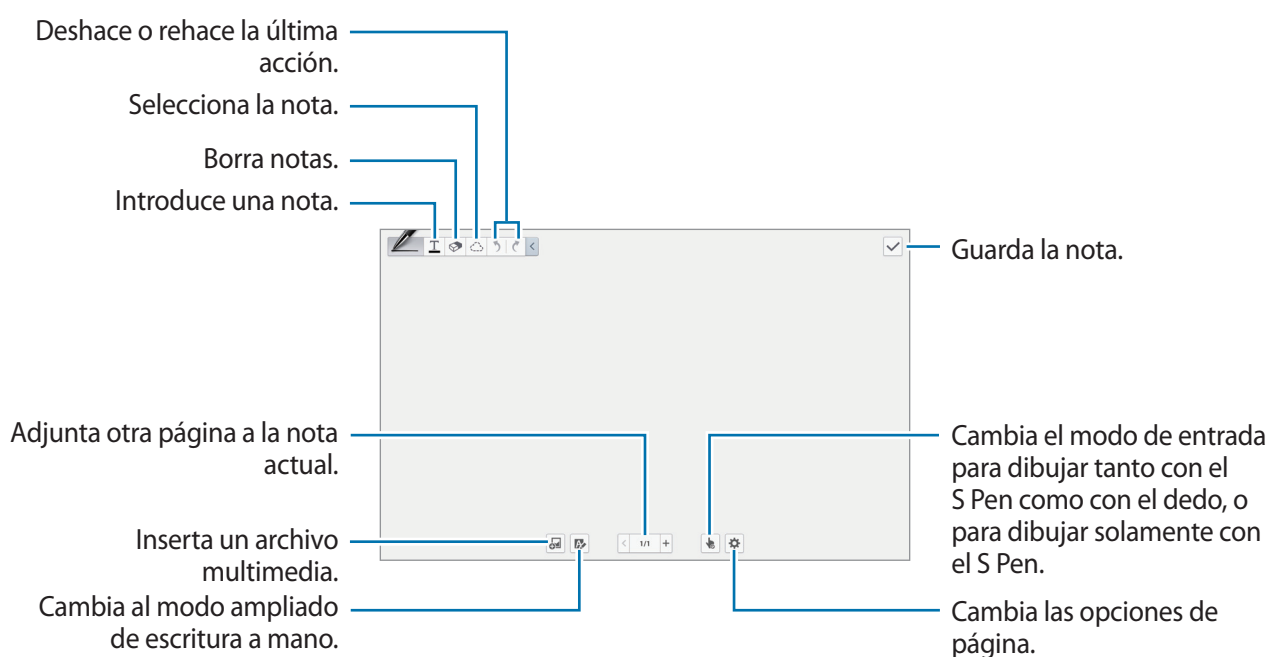 Deshace o rehace la última
acción.
Selecciona la nota.
Borra notas.
Introduce una nota.
Guarda la nota.
Adjunta otra página a la nota
actual.
Cambia el modo de entrada
para dibujar tanto con el
S Pen como con el dedo, o
para dibujar solamente con
el S Pen.
1/1
Inserta un archivo
multimedia.
Cambia al modo ampliado
de escritura a mano.
Cambia las opciones de
página.